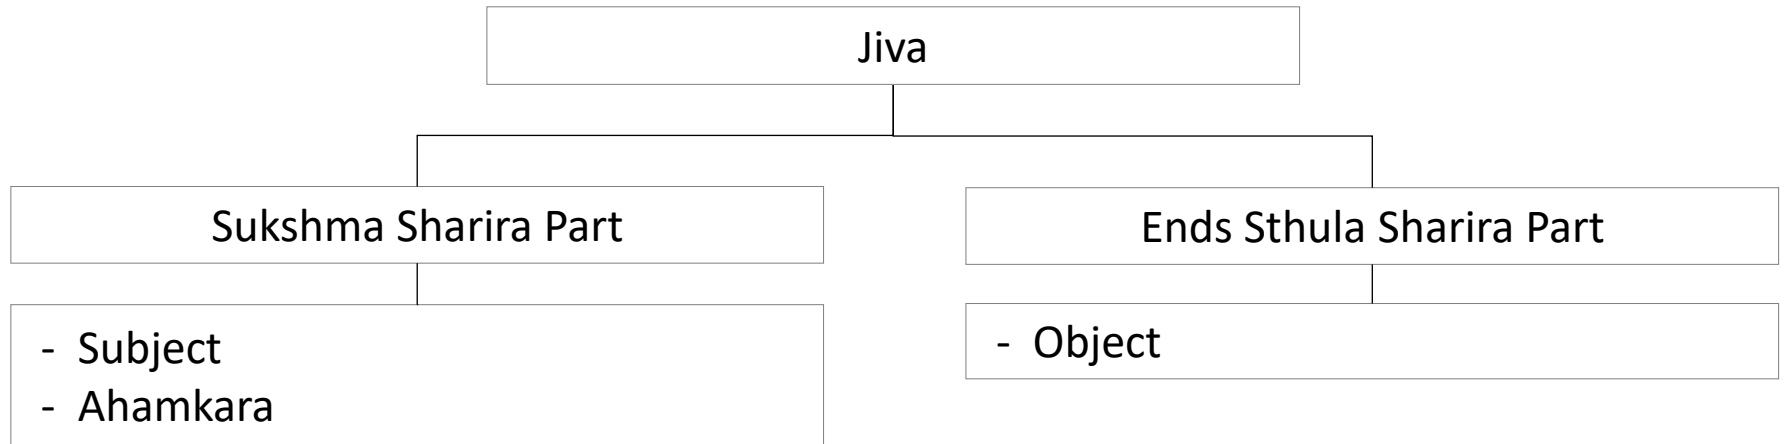 Jiva
Sukshma Sharira Part
Ends Sthula Sharira Part
- Subject
- Ahamkara
- Object